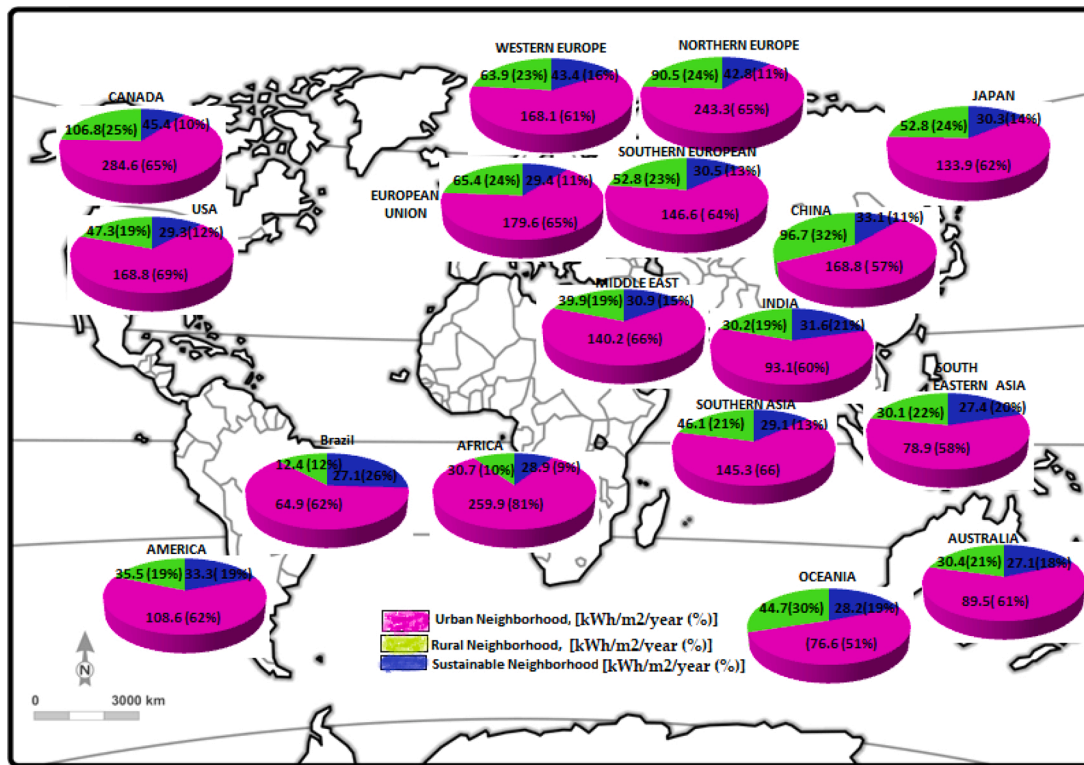 WESTERN EUROPE
63.9 (23%) 43.4 (16%)
168.1 (61%)
NORTHERN EUROPE
90.5 (24%) 42.8(11%)
243.3( 65%)
CANADA
106.8(25%) 45.4 (10%)
284.6 (65%)
JAPAN
52.8 (24%) 30.3(14%)
133.9 (62%)
SOUTHERN EUROPEAN
52.8 (23%) 30.5 (13%)
146.6 ( 64%)
EUROPEAN
UNION
65.4 (24%) 29.4 (11%)
179.6 (65%)
USA
47.3(19%) 29.3(12%)
168.8 (69%)
CHINA
96.7 (32%) 33.1 (11%)
168.8 ( 57%)
MIDDLE EAST
39.9(19%) 30.9 (15%)
140.2 (66%)
INDIA
30.2(19%) 31.6(21%)
93.1(60%)
SOUTH
EASTERN ASIA
30.1 (22%) 27.4 (20%)
78.9 (58%)
SOUTHERN ASIA
46.1 (21%) 29.1 (13%)
145.3 (66)
Brazil
12.4 (12%) 27.1(26%)
64.9 (62%)
AFRICA
30.7 (10%) 28.9 (9%)
259.9 (81%)
AMERICA
35.5 (19%) 33.3( 19%)
108.6 (62%)
AUSTRALIA
30.4 (21%) 27.1(18%)
89.5( 61%)
OCEANIA
44.7(30%) 28.2(19%)
(76.6 (51%)
Urban Neighborhood, [kWh/m2/year (%)]
Rural Neighborhood, [kWh/m2/year (%)]
Sustainable Neighborhood [kWh/m2/year (%)]
N
0 3000 km